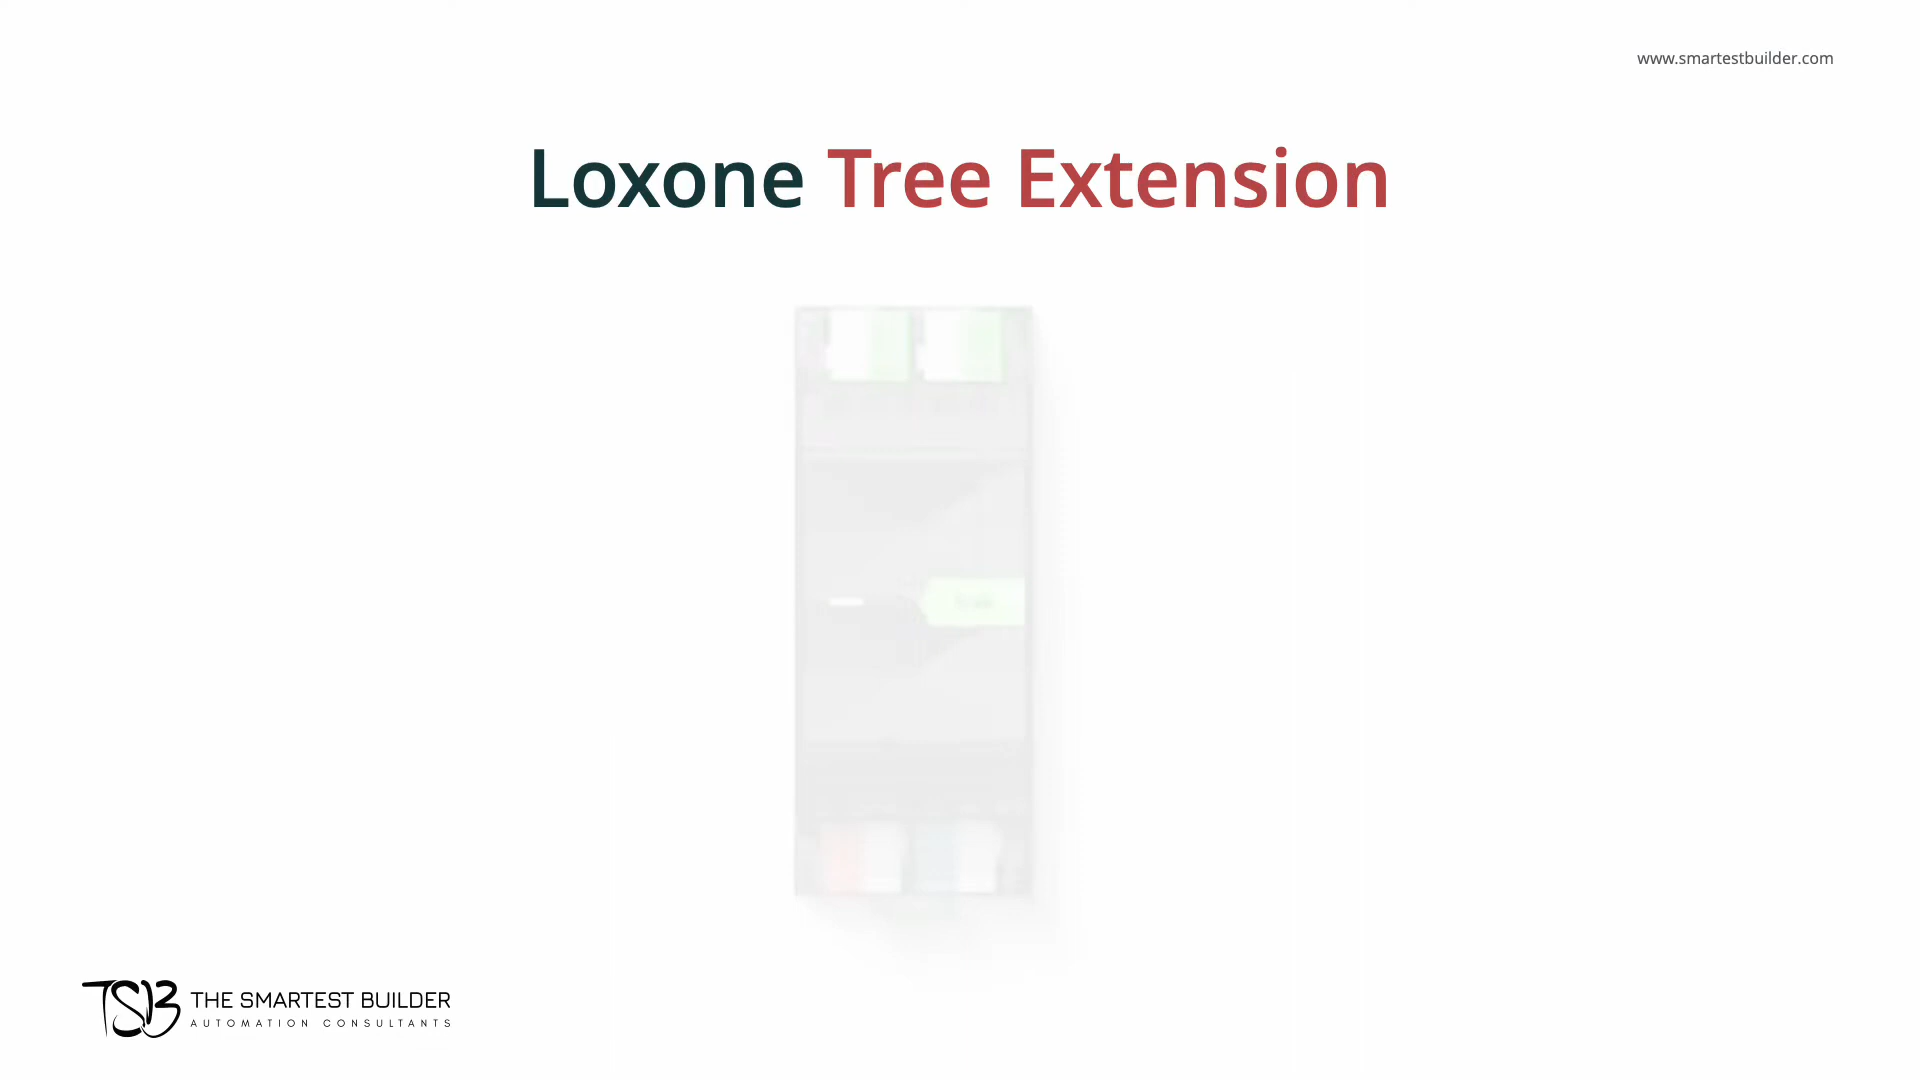 www.smartestbuilder.com
Loxone Tree Extension
TSB THE SMARTEST BUILDER
AUTOMATION CONSULTANTS